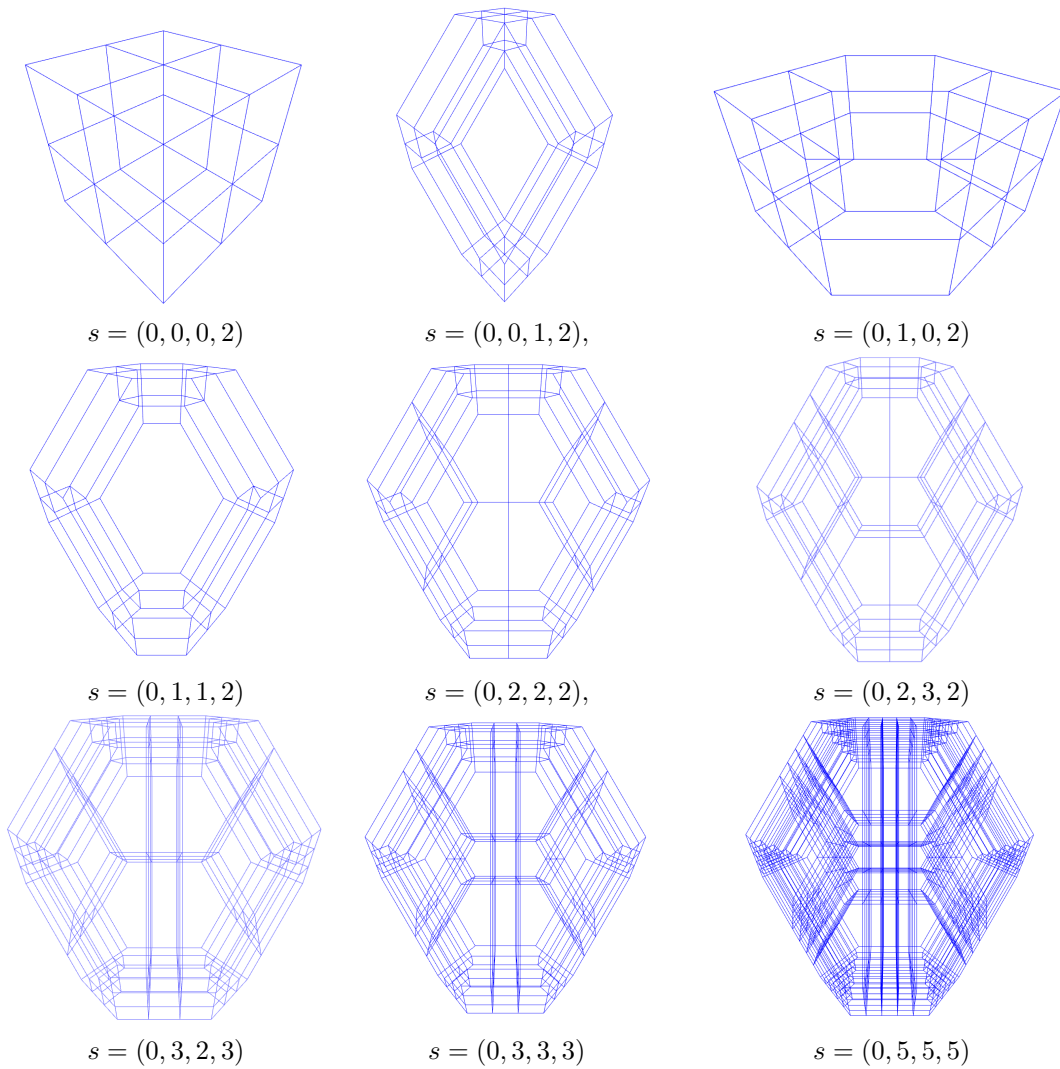 s = (0, 0, 0, 2)
s = (0, 0, 1, 2),
s = (0, 1, 0, 2)
s = (0, 1, 1, 2)
s = (0, 2, 2, 2),
s = (0, 2, 3, 2)
s = (0, 3, 2, 3)
s = (0, 3, 3, 3)
s = (0, 5, 5, 5)